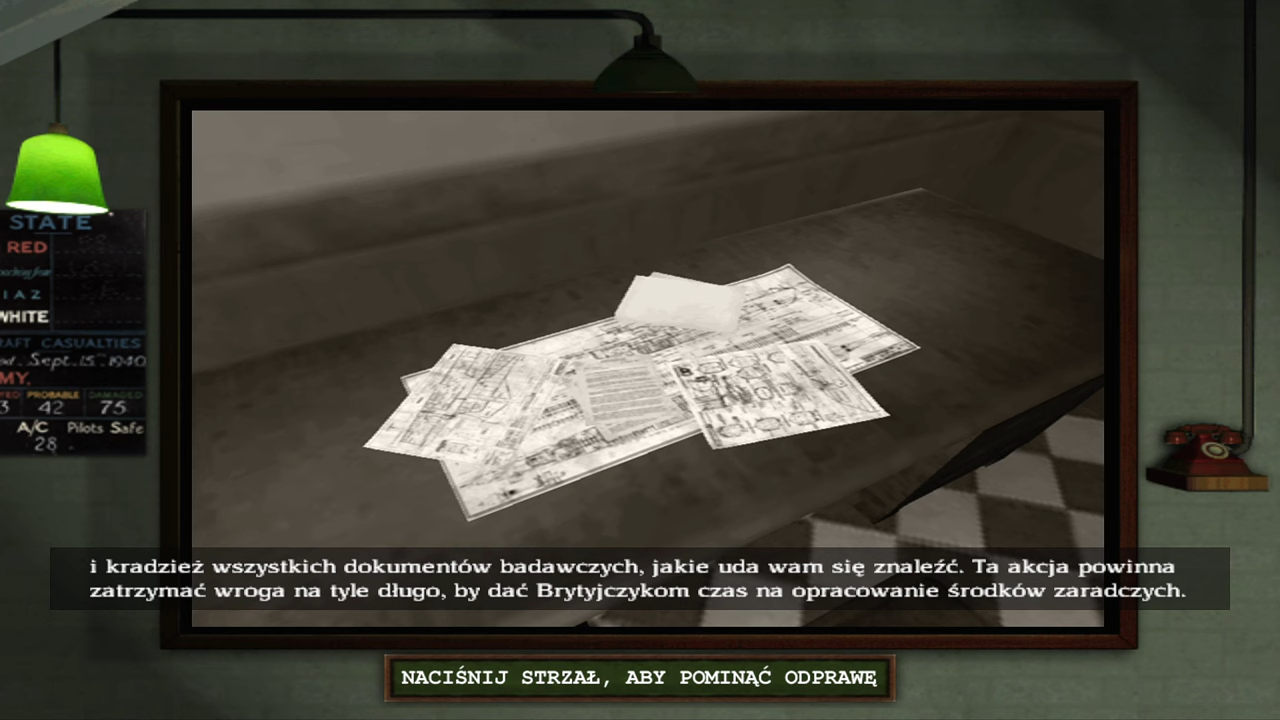 STATE
RED
I A Z
WHITE
RAFT CASUALTIES
Sept. 15th 1940
MY.
PROBABLE DAMAGED
3 42 75
A/C Pilots Safe
28
i kradzież wszystkich dokumentów badawczych, jakie uda wam się znaleźć. Ta akcja powinna
zatrzymać wroga na tyle długo, by dać Brytyjczykom czas na opracowanie środków zaradczych.
NACIŚNIJ STRZAŁ, ABY POMINĄĆ ODPRAWĘ